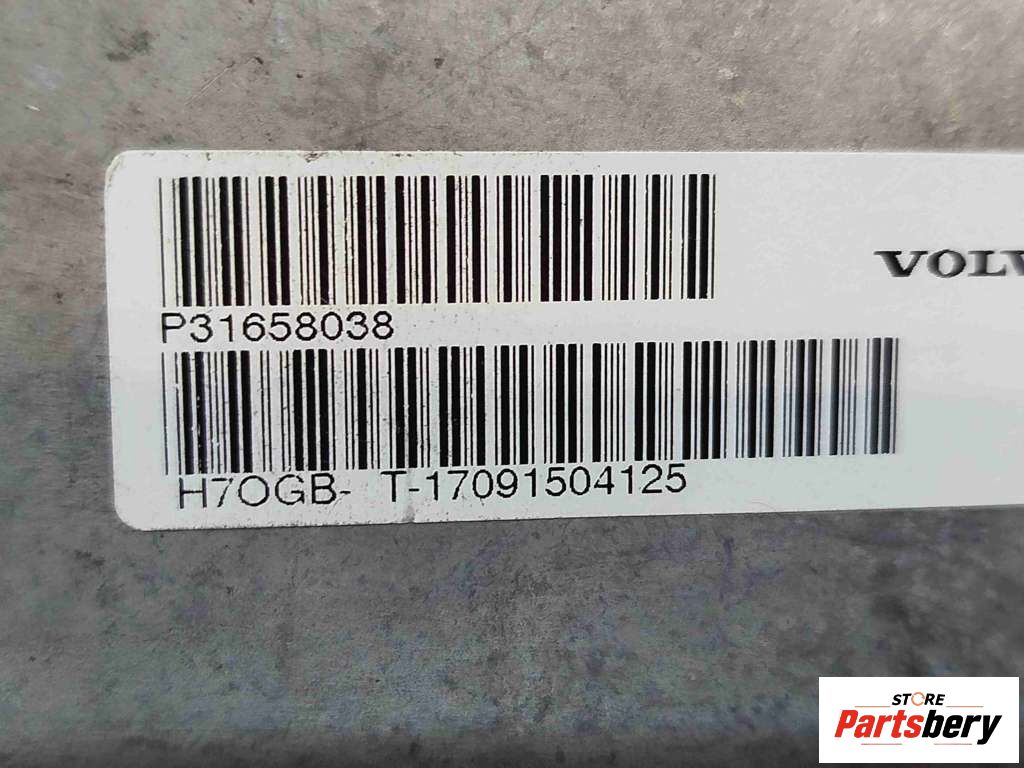 P31658038
VOLV
H7OGB- T-17091504125
STORE
Partsbery